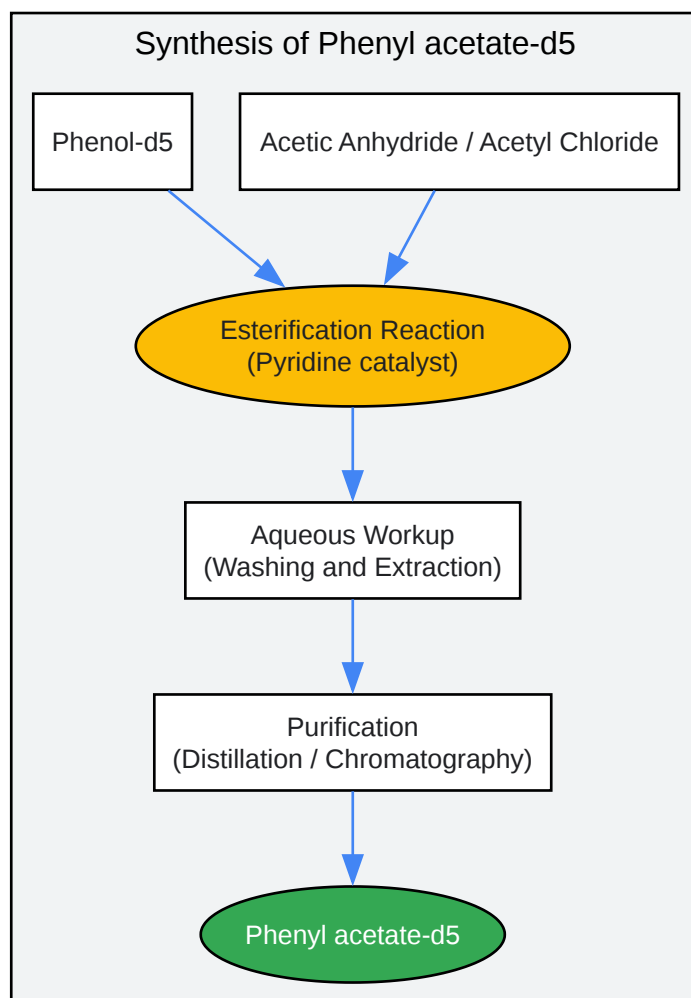 Synthesis of Phenyl acetate-d5
Phenol-d5
Acetic Anhydride / Acetyl Chloride
Esterification Reaction
(Pyridine catalyst)
Aqueous Workup
(Washing and Extraction)
Purification
(Distillation / Chromatography)
Phenyl acetate-d5